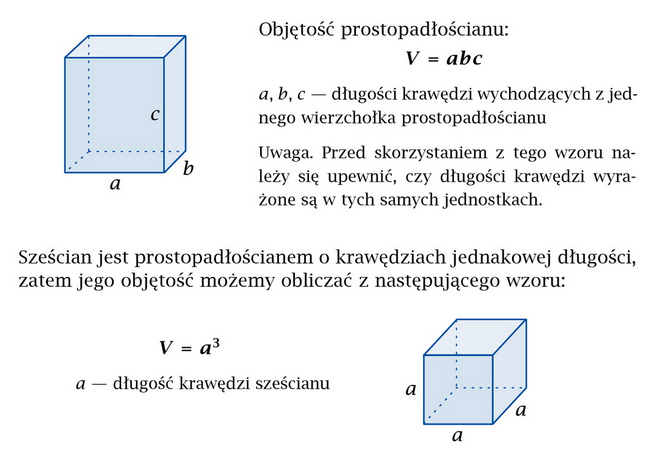 Objętość prostopadłościanu:
V = abc
a, b, c — długości krawędzi wychodzących z jed-
nego wierzchołka prostopadłościanu
c
b
a
Uwaga. Przed skorzystaniem z tego wzoru na-
leży się upewnić, czy długości krawędzi wyra-
żone są w tych samych jednostkach.
Sześcian jest prostopadłościanem o krawędziach jednakowej długości,
zatem jego objętość możemy obliczać z następującego wzoru:
V = a³
a — długość krawędzi sześcianu
a
a
a